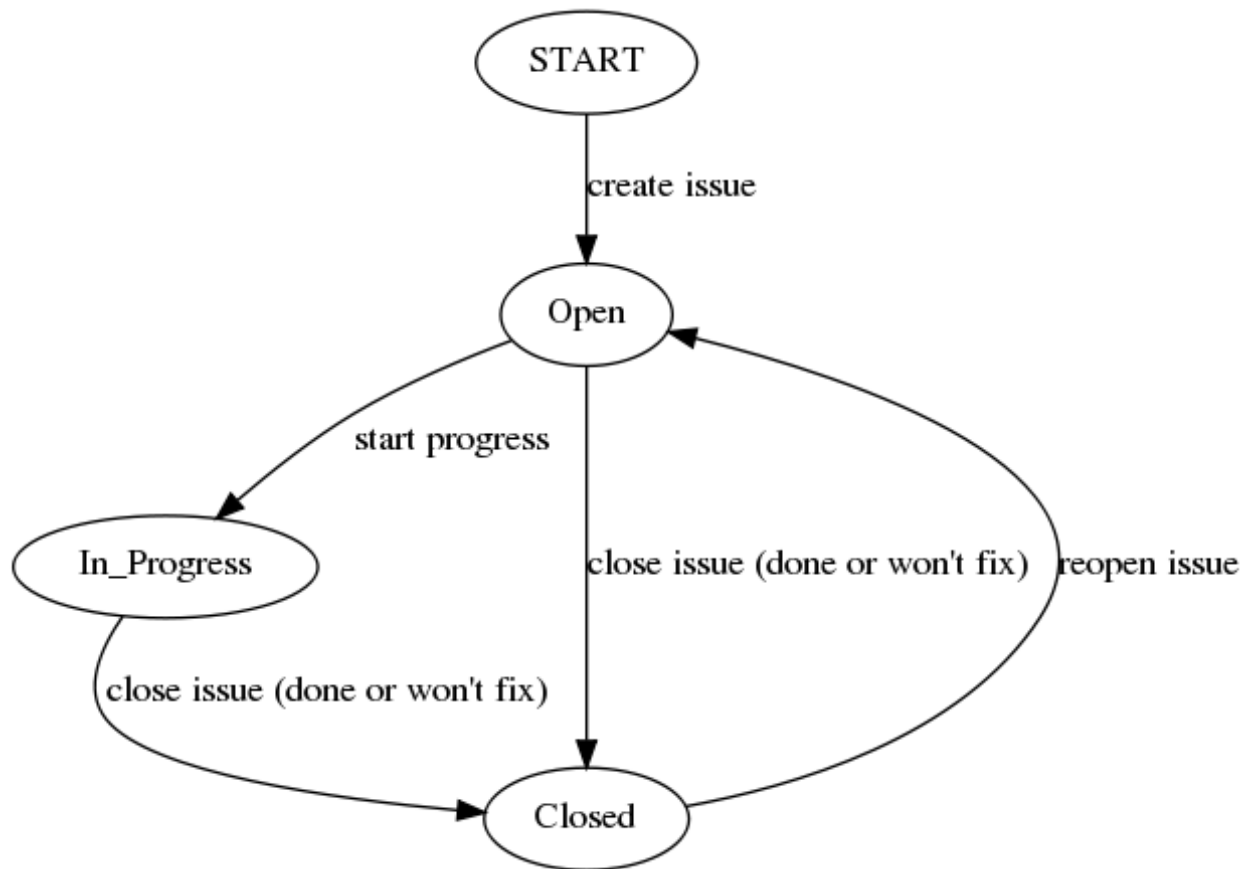 START
create issue
Open
start progress
In_Progress
close issue (done or won't fix)
reopen issue
close issue (done or won't fix)
Closed